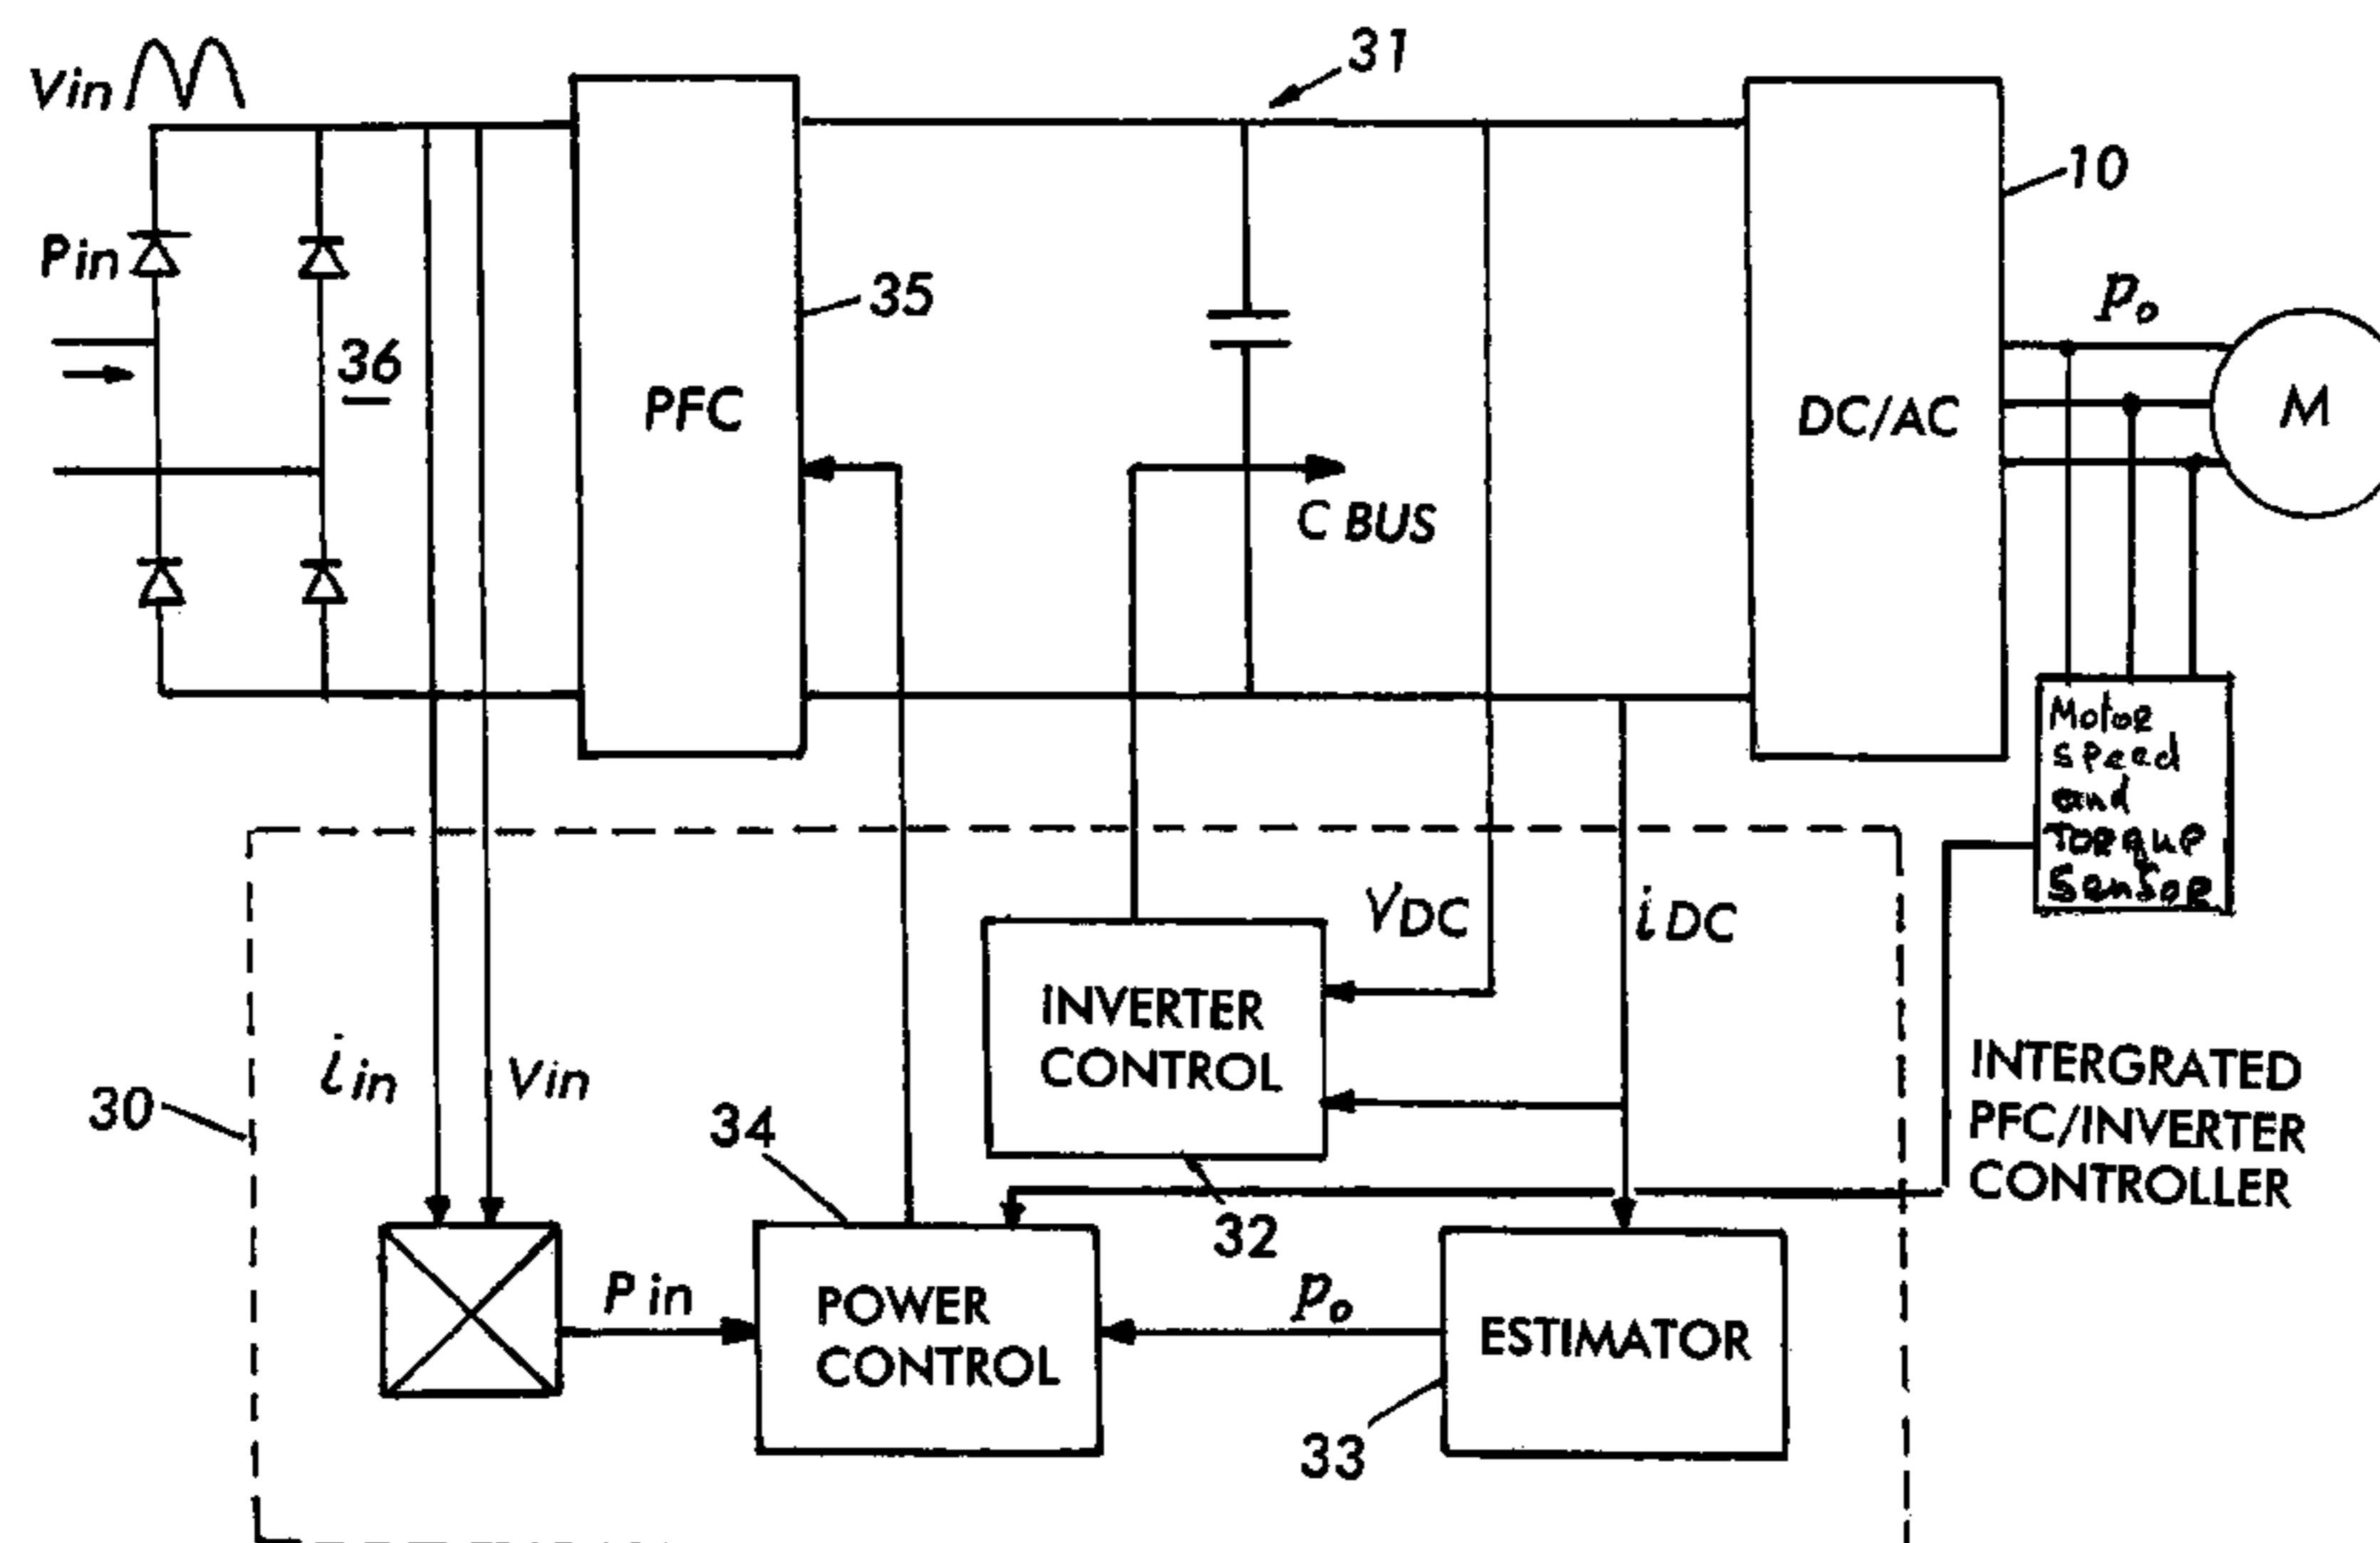 Vin
31
10
Pin
35
Po
36
PFC
DC/AC
M
C BUS
Motor
speed
and
Torque
Sensor
VDC
iDC
INVERTER
CONTROL
iin
Vin
30
34
INTERGRATED
PFC/INVERTER
CONTROLLER
32
Pin
POWER
CONTROL
Po
ESTIMATOR
33